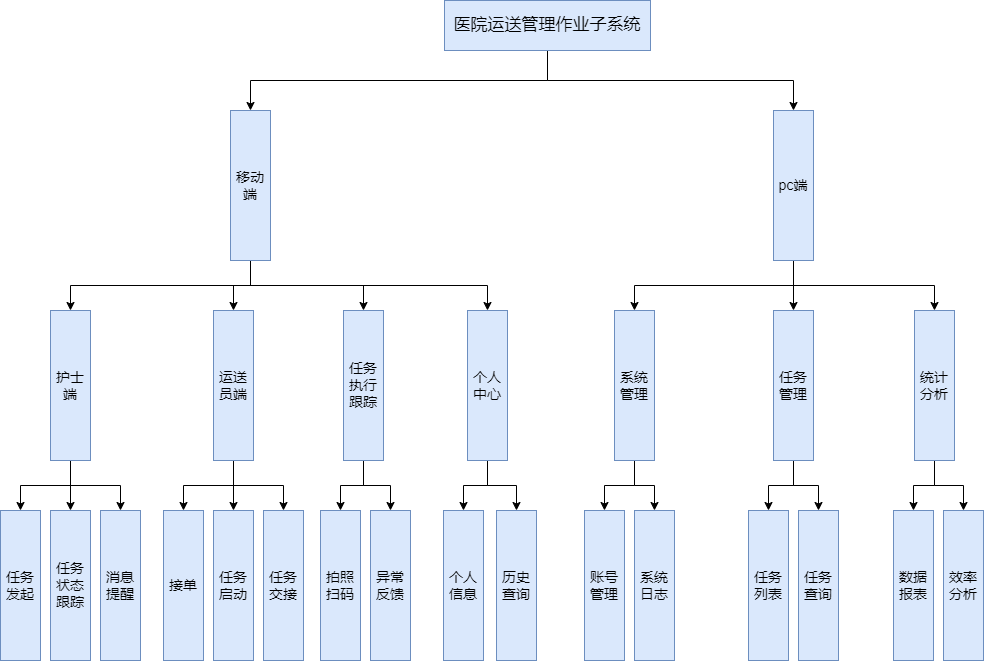 医院运送管理作业子系统
移动
端
pc端
护士
端
运送
员端
任务
执行
跟踪
个人
中心
系统
管理
任务
管理
统计
分析
任务
发起
任务
状态
跟踪
消息
提醒
接单
任务
启动
任务
交接
拍照
扫码
异常
反馈
个人
信息
历史
查询
账号
管理
系统
日志
任务
列表
任务
查询
数据
报表
效率
分析